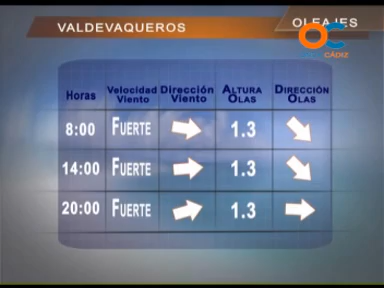 VALDEVAQUEROS
OLEAJES
OC
CÁDIZ
Horas Velocidad Viento Dirección Viento ALTURA OLAS DIRECCIÓN OLAS
8:00 FUERTE 1.3
14:00 FUERTE 1.3
20:00 FUERTE 1.3